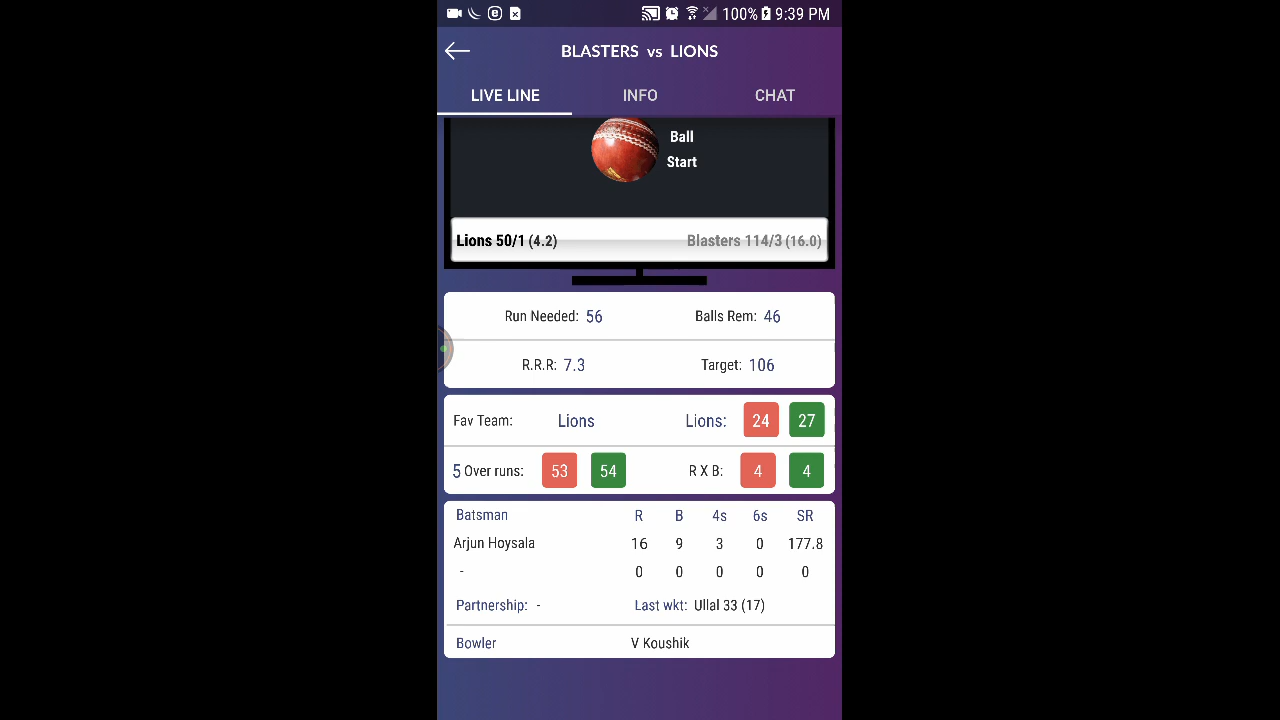 100% 9:39 PM
BLASTERS vs LIONS
LIVE LINE INFO CHAT
Ball
Start
Lions 50/1 (4.2) Blasters 114/3 (16.0)
Run Needed: 56 Balls Rem: 46
R.R.R: 7.3 Target: 106
Fav Team: Lions Lions: 24 27
5 Over runs: 53 54 R X B: 4 4
Batsman R B 4s 6s SR
Arjun Hoysala 16 9 3 0 177.8
- 0 0 0 0 0
Partnership: - Last wkt: Ullal 33 (17)
Bowler V Koushik